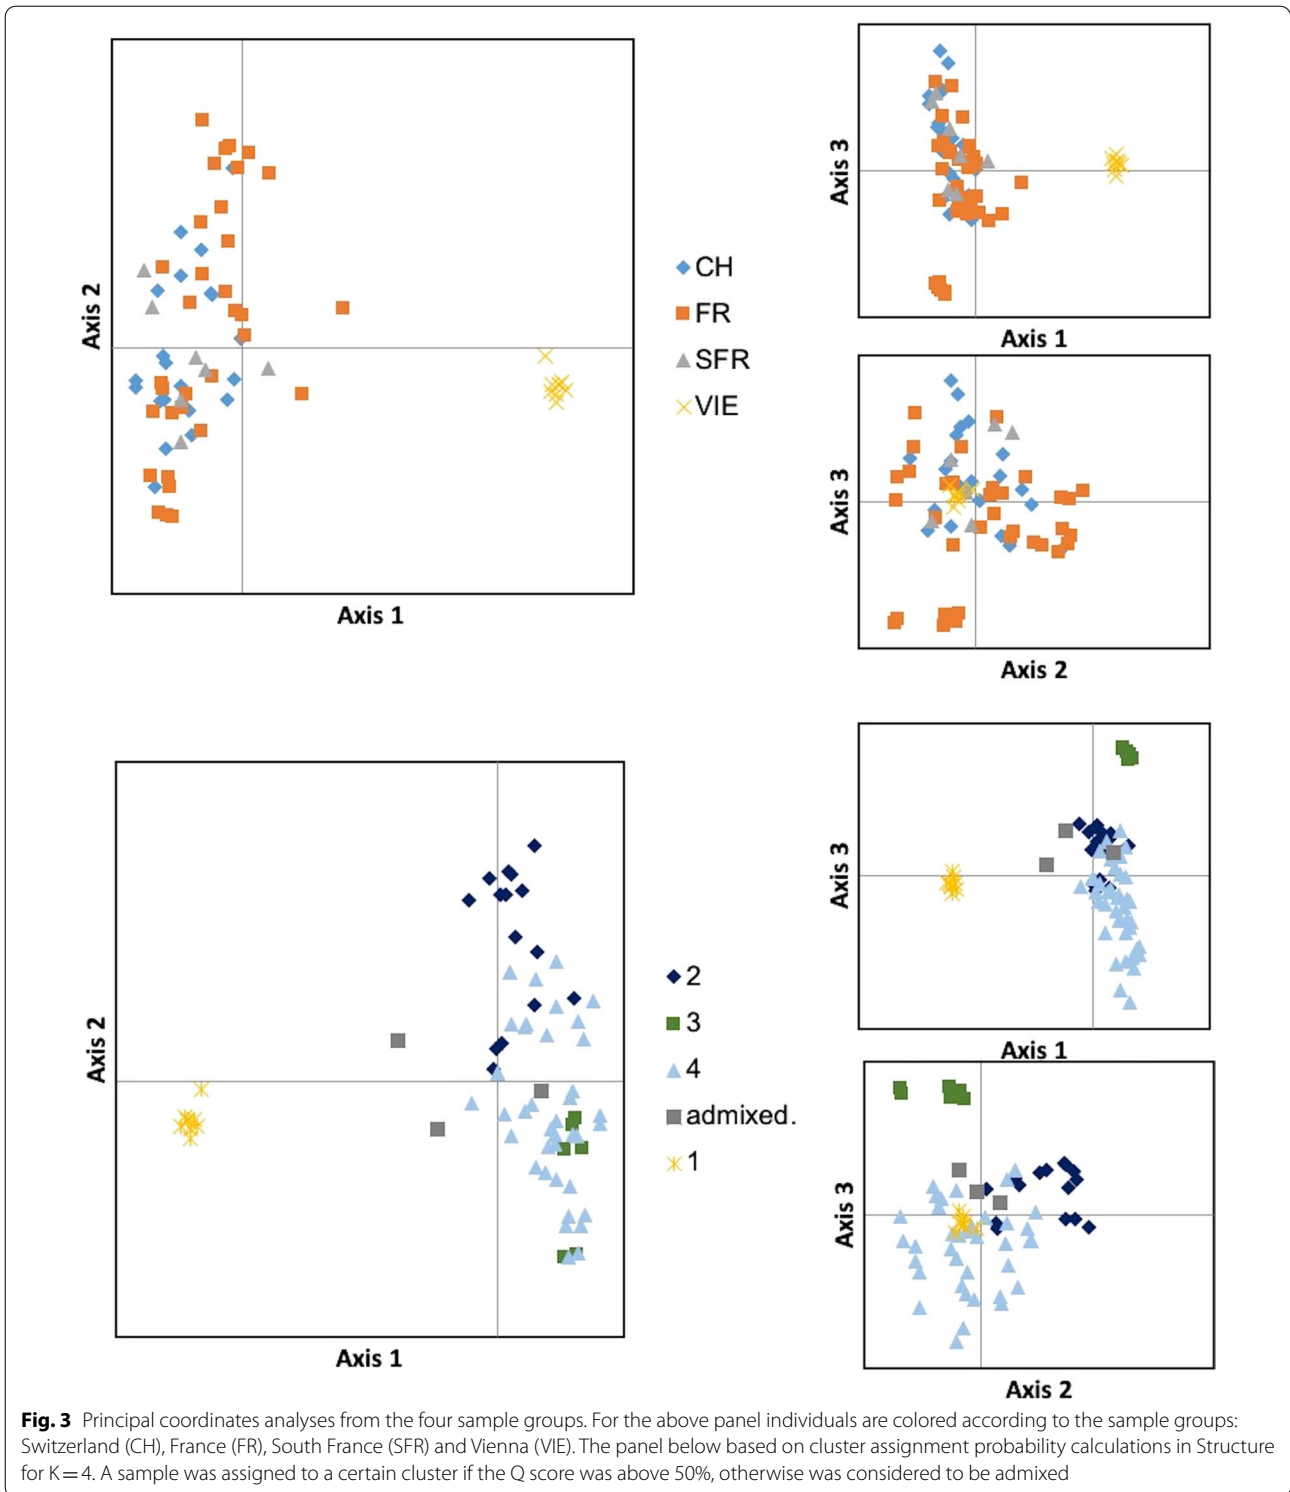 Axis 2
Axis 1
CH
FR
SFR
VIE
Axis 3
Axis 1
Axis 3
Axis 2
Axis 2
Axis 1
2
3
4
admixed.
1
Axis 3
Axis 1
Axis 3
Axis 2
Fig. 3 Principal coordinates analyses from the four sample groups. For the above panel individuals are colored according to the sample groups:
Switzerland (CH), France (FR), South France (SFR) and Vienna (VIE). The panel below based on cluster assignment probability calculations in Structure
for K = 4. A sample was assigned to a certain cluster if the Q score was above 50%, otherwise was considered to be admixed